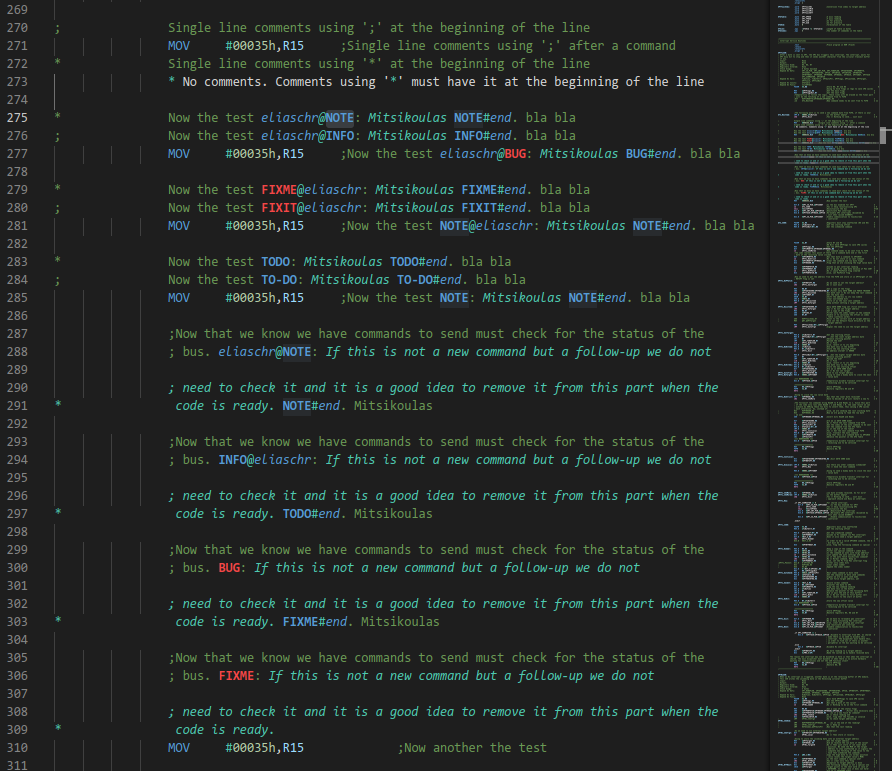 269
270 ; Single line comments using ';' at the beginning of the line
271 MOV #00035h,R15 ;Single line comments using ';' after a command
272 * Single line comments using '*' at the beginning of the line
273 * No comments. Comments using '*' must have it at the beginning of the line
274
275 * Now the test eliaschr@NOTE: Mitsikoulas NOTE#end. bla bla
276 ; Now the test eliaschr@INFO: Mitsikoulas INFO#end. bla bla
277 MOV #00035h,R15 ;Now the test eliaschr@BUG: Mitsikoulas BUG#end. bla bla
278
279 * Now the test FIXME@eliaschr: Mitsikoulas FIXME#end. bla bla
280 ; Now the test FIXIT@eliaschr: Mitsikoulas FIXIT#end. bla bla
281 MOV #00035h,R15 ;Now the test NOTE@eliaschr: Mitsikoulas NOTE#end. bla bla
282
283 * Now the test TODO: Mitsikoulas TODO#end. bla bla
284 ; Now the test TO-DO: Mitsikoulas TO-DO#end. bla bla
285 MOV #00035h,R15 ;Now the test NOTE: Mitsikoulas NOTE#end. bla bla
286
287 ;Now that we know we have commands to send must check for the status of the
288 ; bus. eliaschr@NOTE: If this is not a new command but a follow-up we do not
289
290 ; need to check it and it is a good idea to remove it from this part when the
291 * code is ready. NOTE#end. Mitsikoulas
292
293 ;Now that we know we have commands to send must check for the status of the
294 ; bus. INFO@eliaschr: If this is not a new command but a follow-up we do not
295
296 ; need to check it and it is a good idea to remove it from this part when the
297 * code is ready. TODO#end. Mitsikoulas
298
299 ;Now that we know we have commands to send must check for the status of the
300 ; bus. BUG: If this is not a new command but a follow-up we do not
301
302 ; need to check it and it is a good idea to remove it from this part when the
303 * code is ready. FIXME#end. Mitsikoulas
304
305 ;Now that we know we have commands to send must check for the status of the
306 ; bus. FIXME: If this is not a new command but a follow-up we do not
307
308 ; need to check it and it is a good idea to remove it from this part when the
309 * code is ready.
310 MOV #00035h,R15 ;Now another the test
311